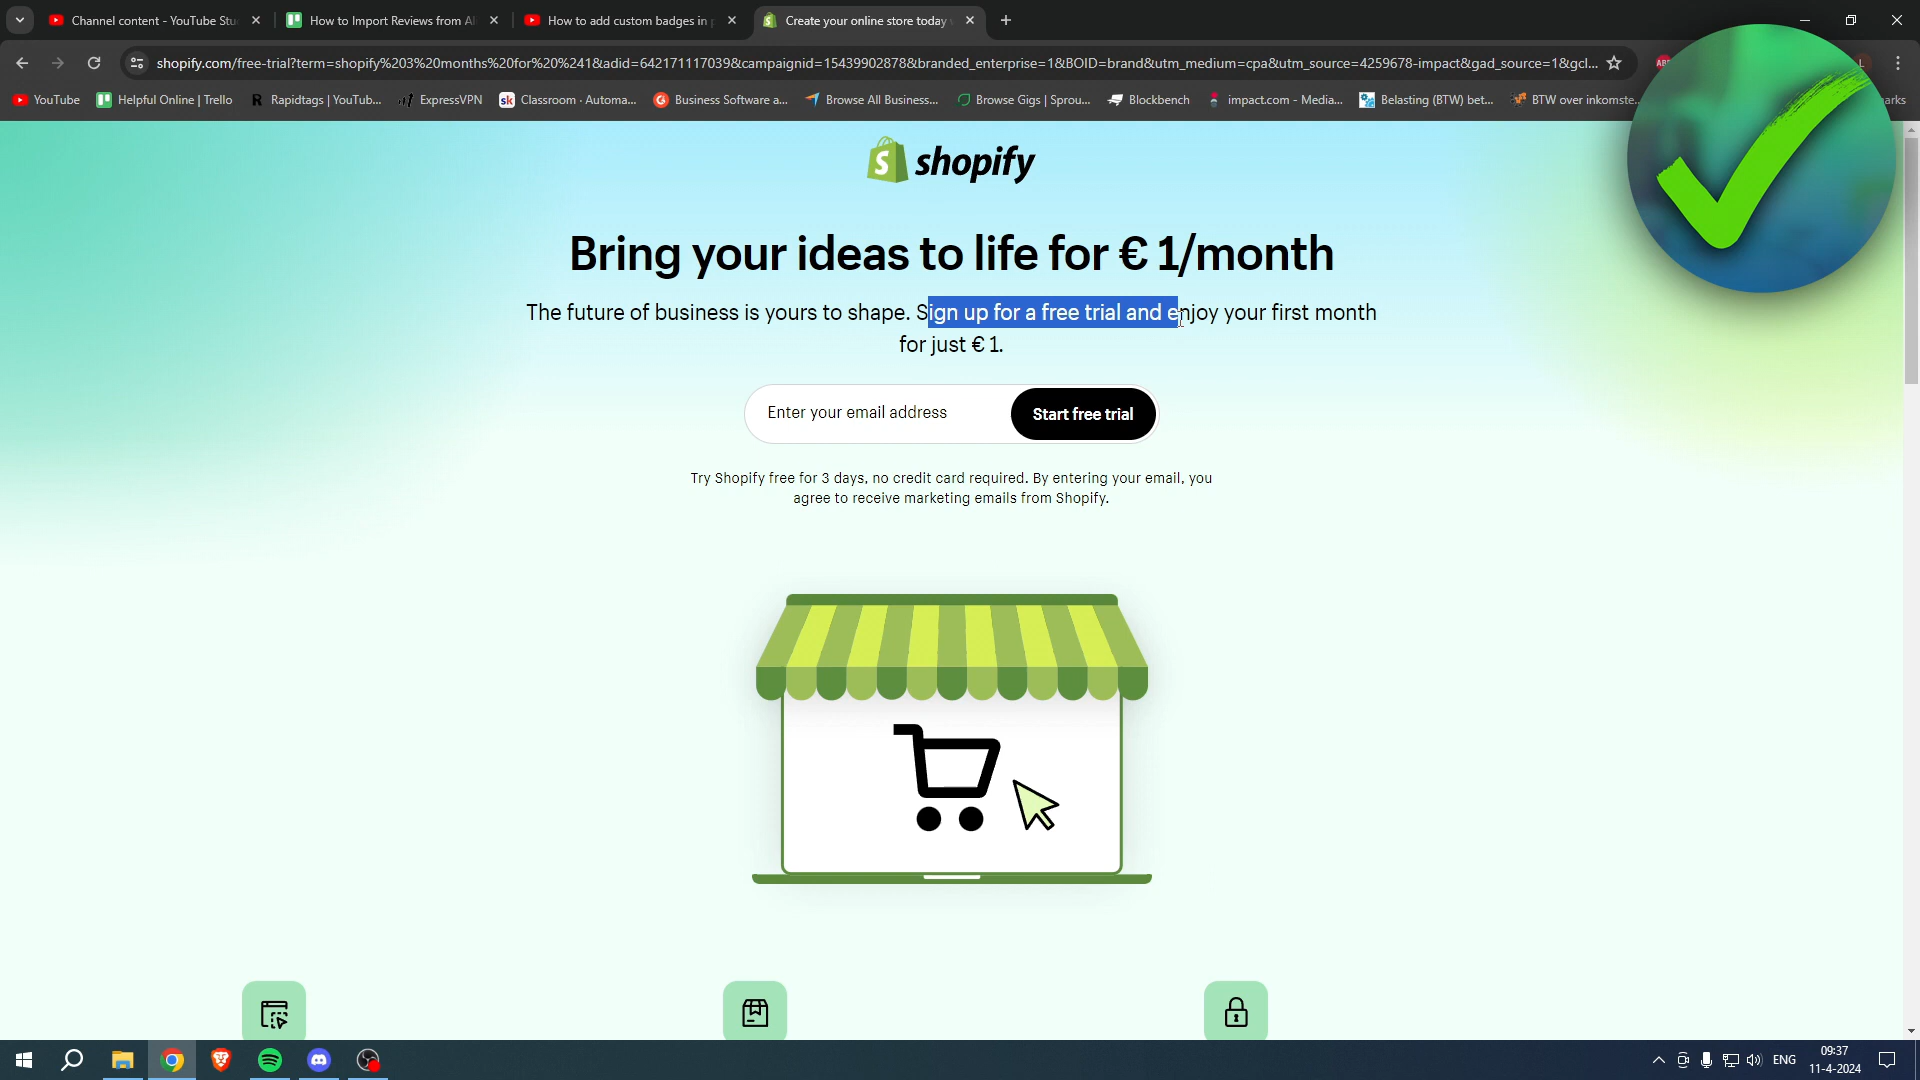 Channel content - YouTube Stu
How to Import Reviews from Al
How to add custom badges in
Create your online store today
shopify.com/free-trial?term=shopify%203%20months%20for%20%241&adid=642171117039&campaignid=15439902878&branded_enterprise=1&BOID=brand&utm_medium=cpa&utm_source=4259678-impact&gad_source=1&gcl...
YouTube
Helpful Online | Trello
Rapidtags | YouTub...
ExpressVPN
Classroom · Automa...
Business Software a...
Browse All Business...
Browse Gigs | Sprou...
Blockbench
impact.com - Media...
Belasting (BTW) bet...
BTW over inkomste...
shopify
Bring your ideas to life for € 1/month
The future of business is yours to shape. Sign up for a free trial and enjoy your first month
for just € 1.
Enter your email address
Start free trial
Try Shopify free for 3 days, no credit card required. By entering your email, you
agree to receive marketing emails from Shopify.
ENG
09:37
11-4-2024